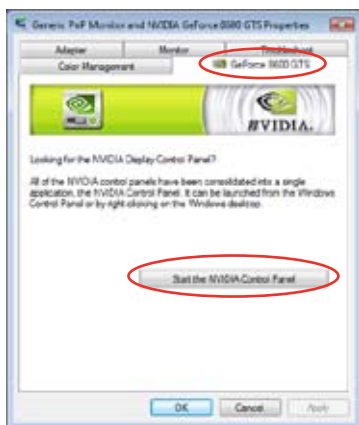 Generic PnP Monitor and NVIDIA GeForce 8600 GTS Properties
Adapter Monitor Troubleshoot
Color Management GeForce 8600 GTS
NVIDIA.
Looking for the NVIDIA Display Control Panel?
All of the NVIDIA control panels have been consolidated into a single
application, the NVIDIA Control Panel. It can be launched from the Windows
Control Panel or by right clicking on the Windows desktop.
Start the NVIDIA Control Panel
OK Cancel Apply